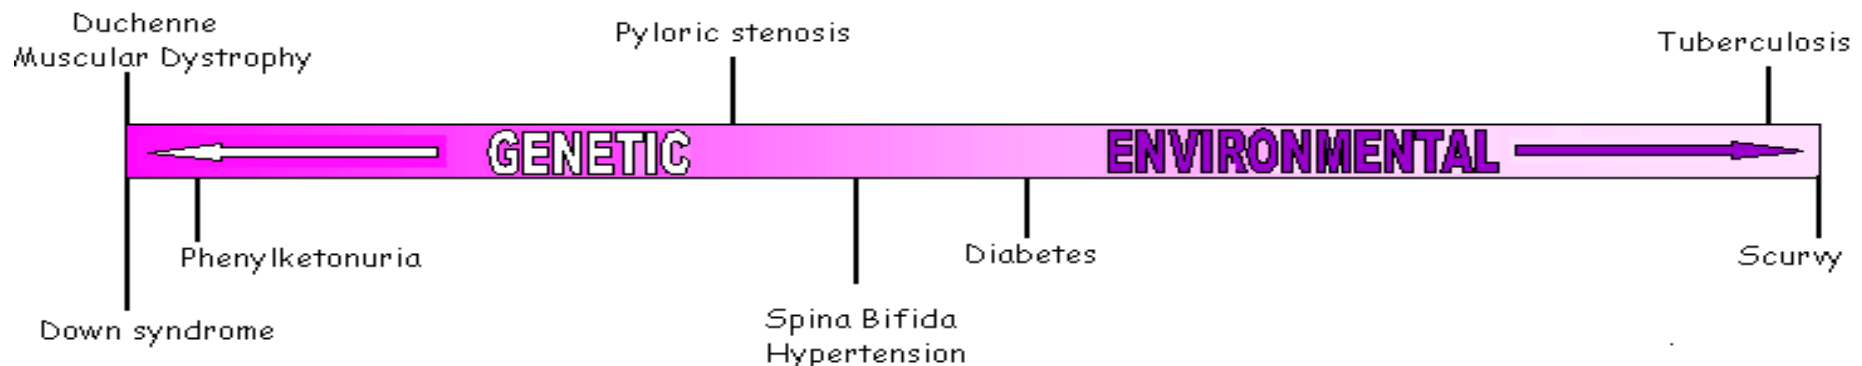 Duchenne
Muscular Dystrophy
Pyloric stenosis
Tuberculosis
GENETIC
ENVIRONMENTAL
Phenylketonuria
Diabetes
Scurvy
Down syndrome
Spina Bifida
Hypertension